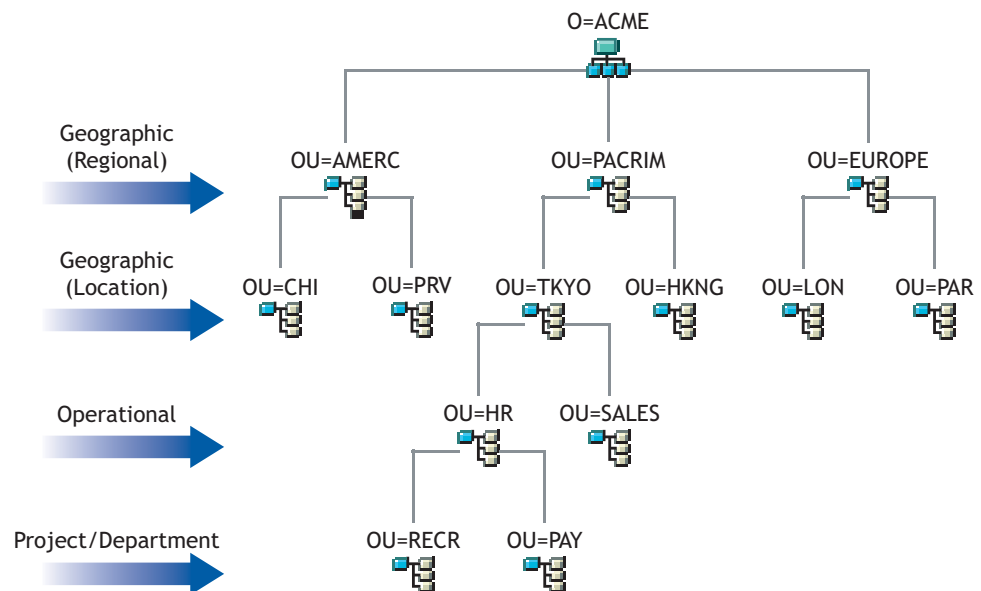 O=ACME
Geographic
(Regional)
OU=AMERC
OU=PACRIM
OU=EUROPE
Geographic
(Location)
OU=CHI
OU=PRV
OU=TKYO
OU=HKNG
OU=LON
OU=PAR
Operational
OU=HR
OU=SALES
Project/Department
OU=RECR
OU=PAY